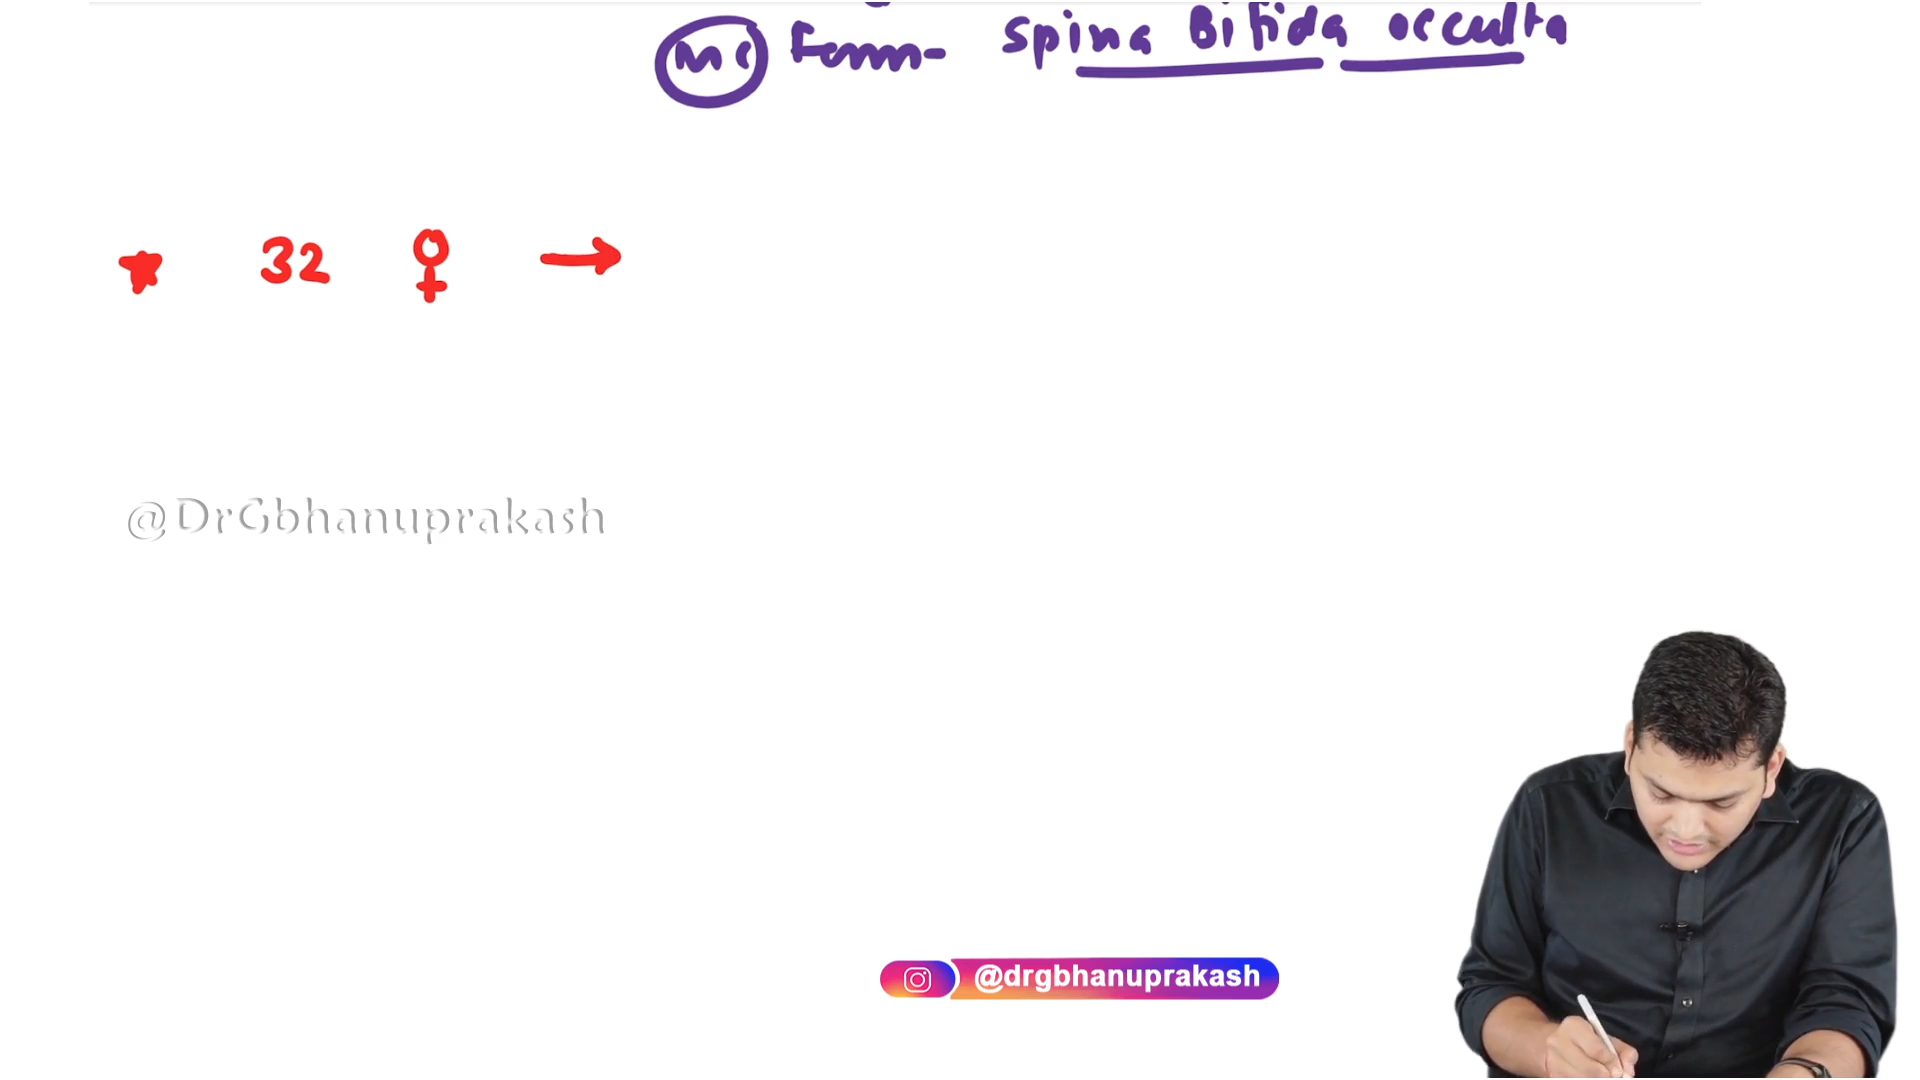 MC Form- Spina Bifida occulta
★ 32 ♀ →
@DrGbhanuprakash
@drgbhanuprakash